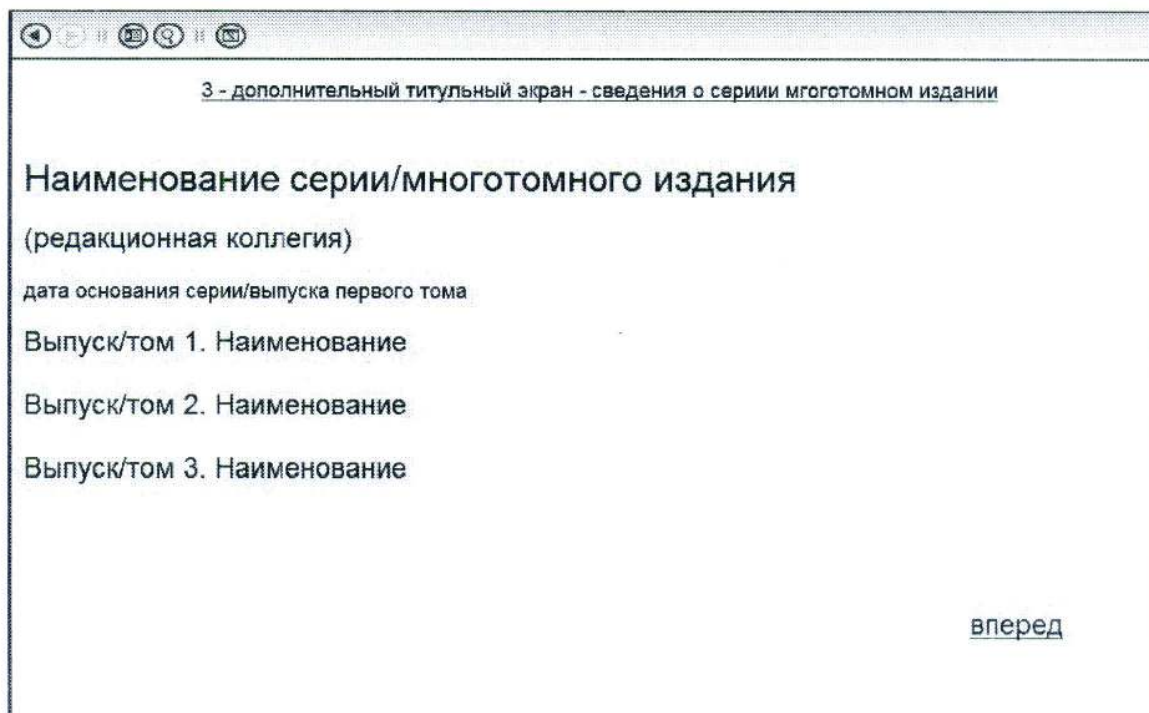 3 - дополнительный титульный экран - сведения о сериии мгоготомном издании
Наименование серии/многотомного издания
(редакционная коллегия)
дата основания серии/выпуска первого тома
Выпуск/том 1. Наименование
Выпуск/том 2. Наименование
Выпуск/том 3. Наименование
вперед